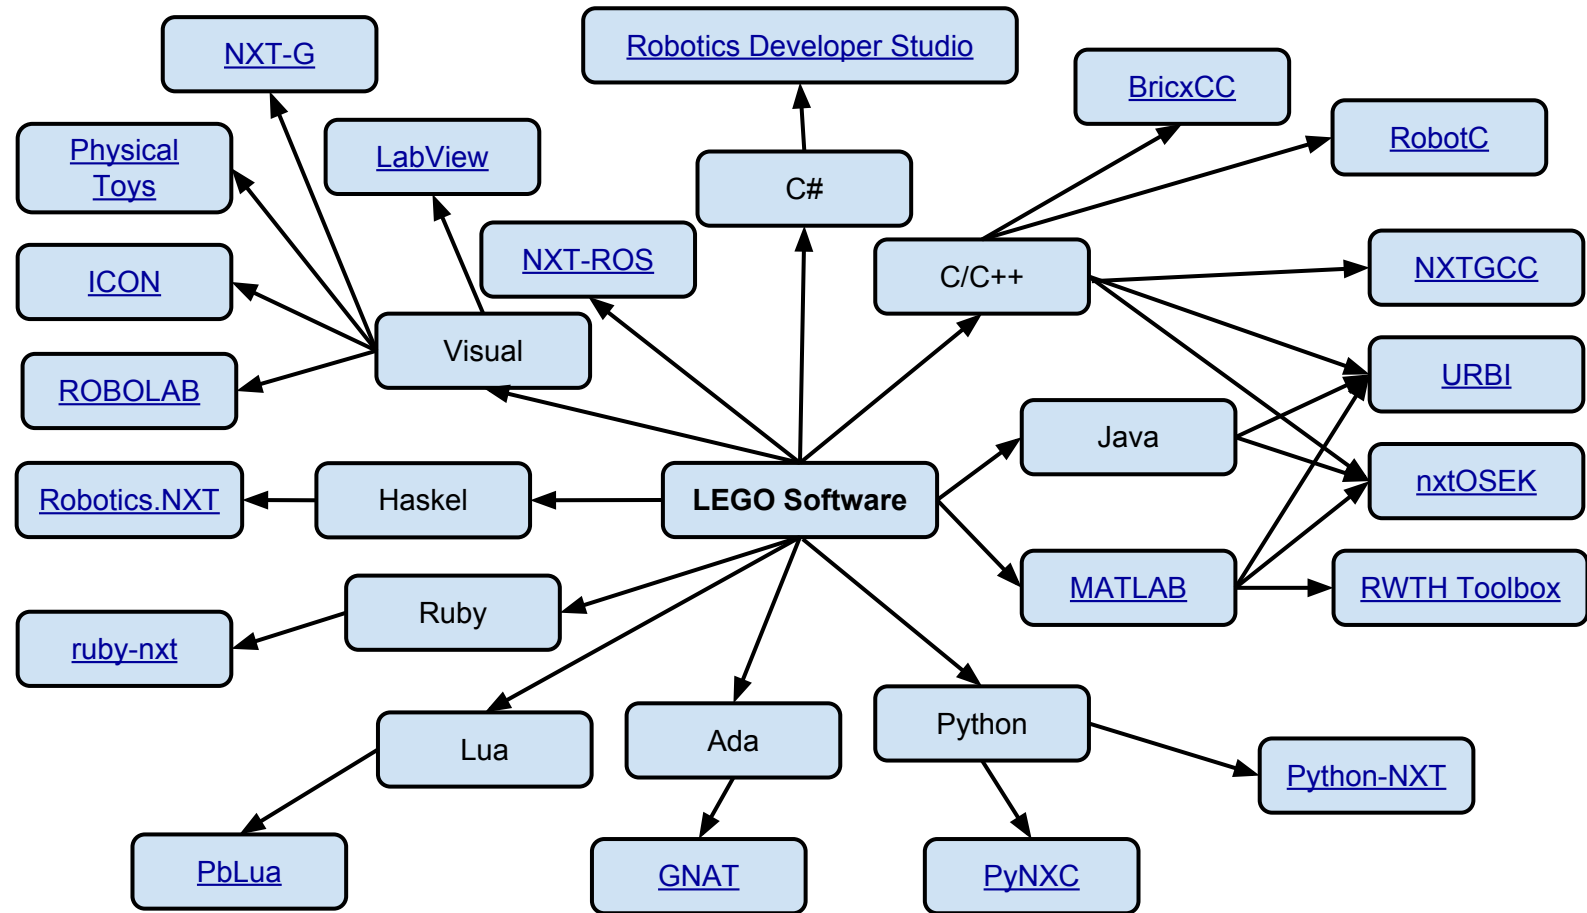 NXT-G
Robotics Developer Studio
BricxCC
RobotC
Physical
Toys
LabView
C#
NXT-ROS
C/C++
NXTGCC
ICON
Visual
URBI
ROBOLAB
Java
Robotics.NXT
Haskel
LEGO Software
nxtOSEK
MATLAB
RWTH Toolbox
Ruby
ruby-nxt
Lua
Ada
Python
Python-NXT
PbLua
GNAT
PyNXC